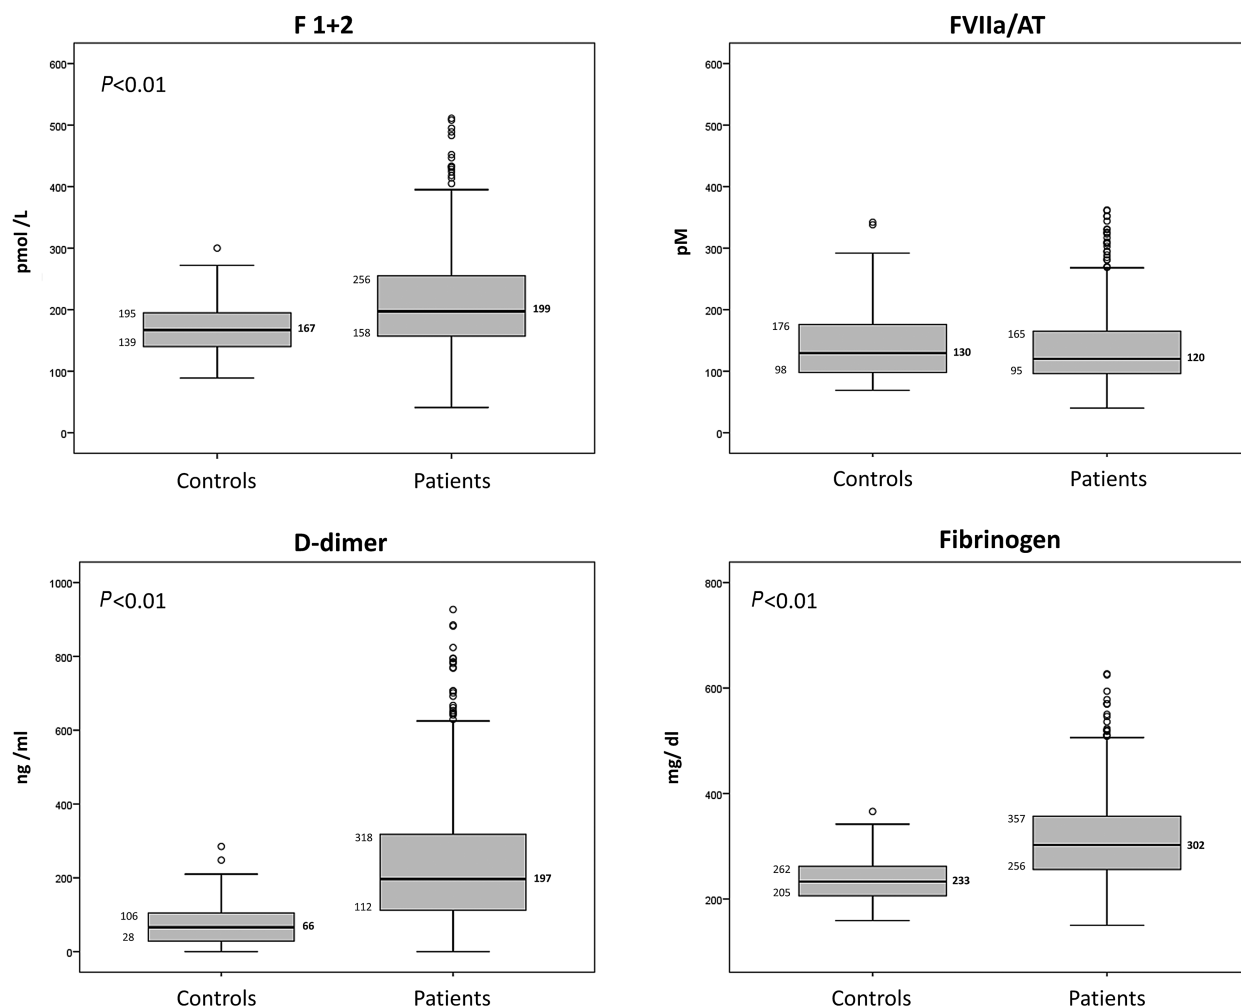 F 1+2
P<0.01
600
500
400
300
200
100
0
pmol /L
256
158
199
195
139
167
Controls
Patients
FVIIa/AT
600
500
400
300
200
100
0
pM
176
98
130
165
95
120
Controls
Patients
D-dimer
P<0.01
1000
800
600
400
200
0
ng /ml
318
112
197
106
28
66
Controls
Patients
Fibrinogen
P<0.01
800
600
400
200
mg/ dl
357
256
302
262
205
233
Controls
Patients